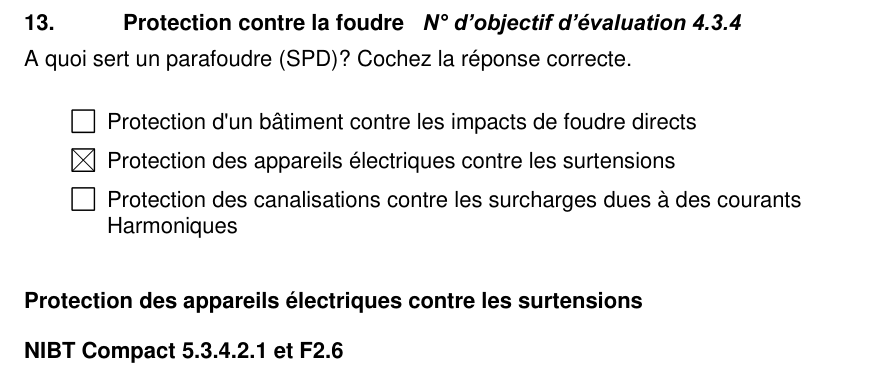 13. Protection contre la foudre N° d'objectif d'évaluation 4.3.4
A quoi sert un parafoudre (SPD)? Cochez la réponse correcte.
Protection d'un bâtiment contre les impacts de foudre directs
Protection des appareils électriques contre les surtensions
Protection des canalisations contre les surcharges dues à des courants
Harmoniques
Protection des appareils électriques contre les surtensions
NIBT Compact 5.3.4.2.1 et F2.6